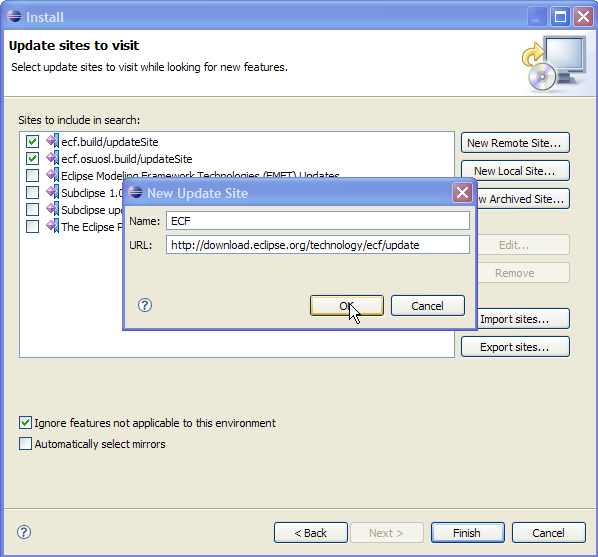 Install
Update sites to visit
Select update sites to visit while looking for new features.
Sites to include in search:
ecf.build/updateSite
ecf.osuosl.build/updateSite
Eclipse Modeling Framework Technologies (EMFT) Updates
Subclipse 1.0
Subclipse
The Eclipse
New Remote Site...
New Local Site...
Archived Site...
Edit...
Remove
Import sites...
Export sites...
New Update Site
Name: ECF
URL: http://download.eclipse.org/technology/ecf/update
?
OK Cancel
Ignore features not applicable to this environment
Automatically select mirrors
?
< Back Next > Finish Cancel